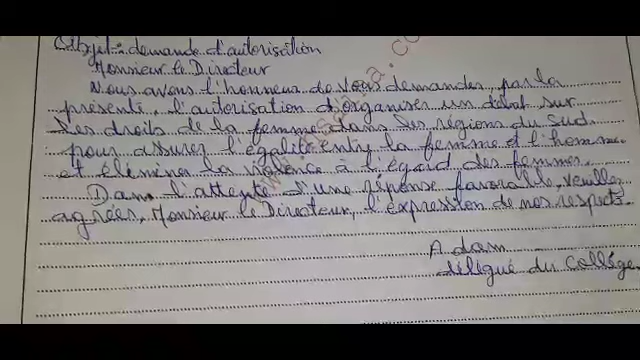 Objet : demande d'autorisation
Monsieur le Directeur
Nous avons l'honneur de vous demander, par la
présente, l'autorisation d'organiser un débat sur
les droits de la femme dans les régions du Sud
pour assurer l'égalité entre la femme et l'homme
et éliminer la violence à l'égard des femmes.
Dans l'attente d'une réponse favorable, veuillez
agréer, Monsieur le Directeur, l'expression de nos respects.
Adam
délégué du collège